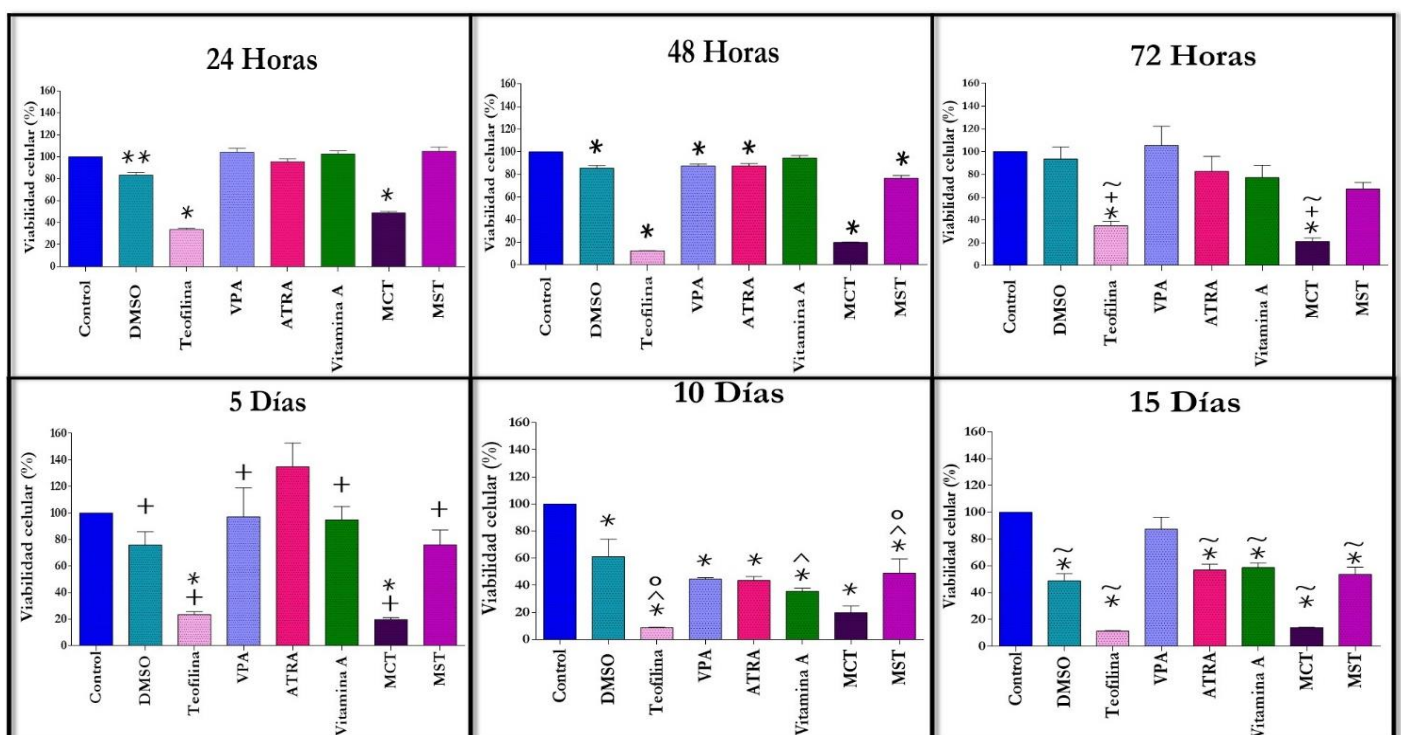 24 Horas
Viabilidad celular (%)
160
140
120
100
80
60
40
20
0
**
*
*
Control
DMSO
Teofilina
VPA
ATRA
Vitamina A
MCT
MST
48 Horas
Viabilidad celular (%)
160
140
120
100
80
60
40
20
0
*
*
*
*
*
*
Control
DMSO
Teofilina
VPA
ATRA
Vitamina A
MCT
MST
72 Horas
Viabilidad celular (%)
160
140
120
100
80
60
40
20
0
*+~
*+~
Control
DMSO
Teofilina
VPA
ATRA
Vitamina A
MCT
MST
5 Días
Viabilidad celular (%)
160
140
120
100
80
60
40
20
0
+
*
+
+
+
*
+
+
Control
DMSO
Teofilina
VPA
ATRA
Vitamina A
MCT
MST
10 Días
Viabilidad celular (%)
160
140
120
100
80
60
40
20
0
*
*^o
*
*
*^
*
*^o
Control
DMSO
Teofilina
VPA
ATRA
Vitamina A
MCT
MST
15 Días
Viabilidad celular (%)
160
140
120
100
80
60
40
20
0
*~
*~
*~
*~
*~
*~
Control
DMSO
Teofilina
VPA
ATRA
Vitamina A
MCT
MST